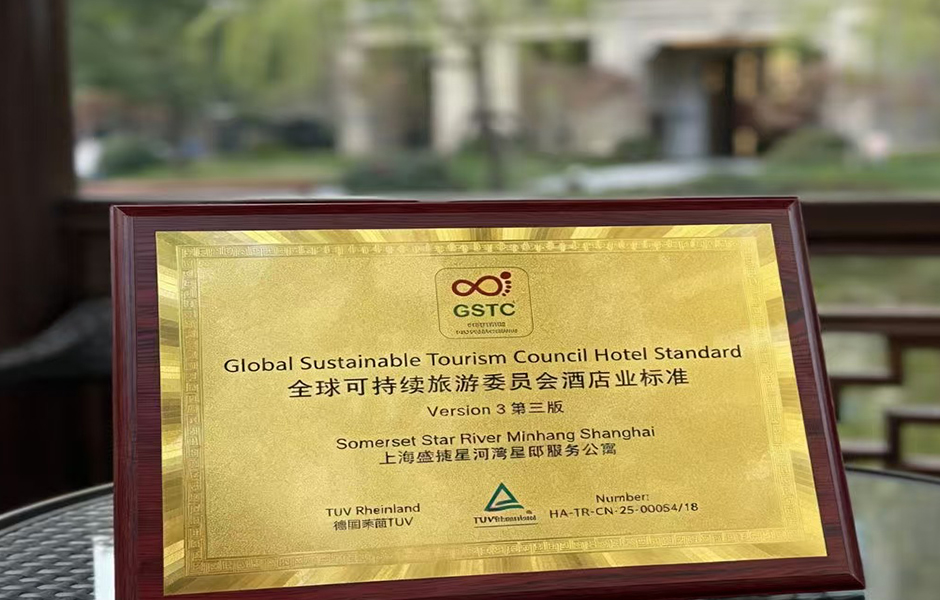 GSTC
Global Sustainable Tourism Council Hotel Standard
全球可持续旅游委员会酒店业标准
Version 3 第三版
Somerset Star River Minhang Shanghai
上海盛捷星河湾星邸服务公寓
TUV Rheinland
德国莱茵TUV
TUVRheinland
Number:
HA-TR-CN-25-00054/18